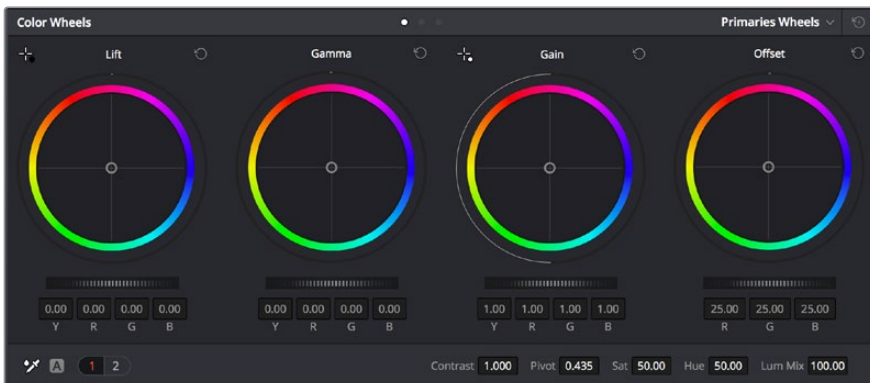 Color Wheels Primaries Wheels
Lift Gamma Gain Offset
0.00 0.00 0.00 0.00 0.00 0.00 0.00 0.00 1.00 1.00 1.00 1.00 25.00 25.00 25.00
Y R G B Y R G B Y R G B R G B
A 1 2 Contrast 1.000 Pivot 0.435 Sat 50.00 Hue 50.00 Lum Mix 100.00